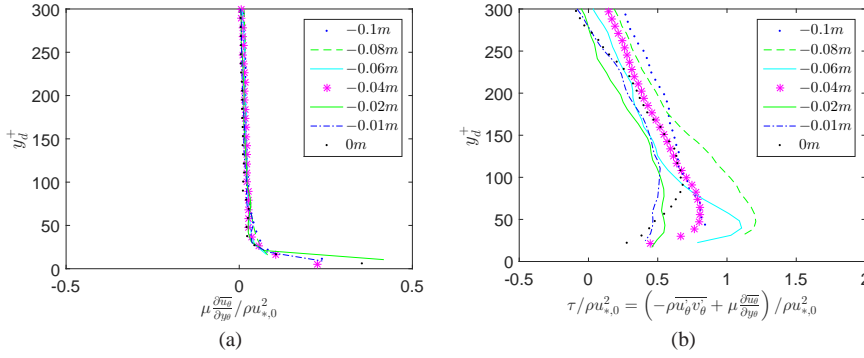 300
250
200
150
100
50
0
y_d^+
-0.5
0
0.5
−0.1m
−0.08m
−0.06m
−0.04m
−0.02m
−0.01m
0m
μ ∂u̅_θ/∂y_θ /ρu²_{*,0}
(a)
300
250
200
150
100
50
0
y_d^+
-0.5
0
0.5
1
1.5
2
−0.1m
−0.08m
−0.06m
−0.04m
−0.02m
−0.01m
0m
τ/ρu²_{*,0} = (−ρ\overline{u'_θ v'_θ} + μ ∂u̅_θ/∂y_θ) /ρu²_{*,0}
(b)